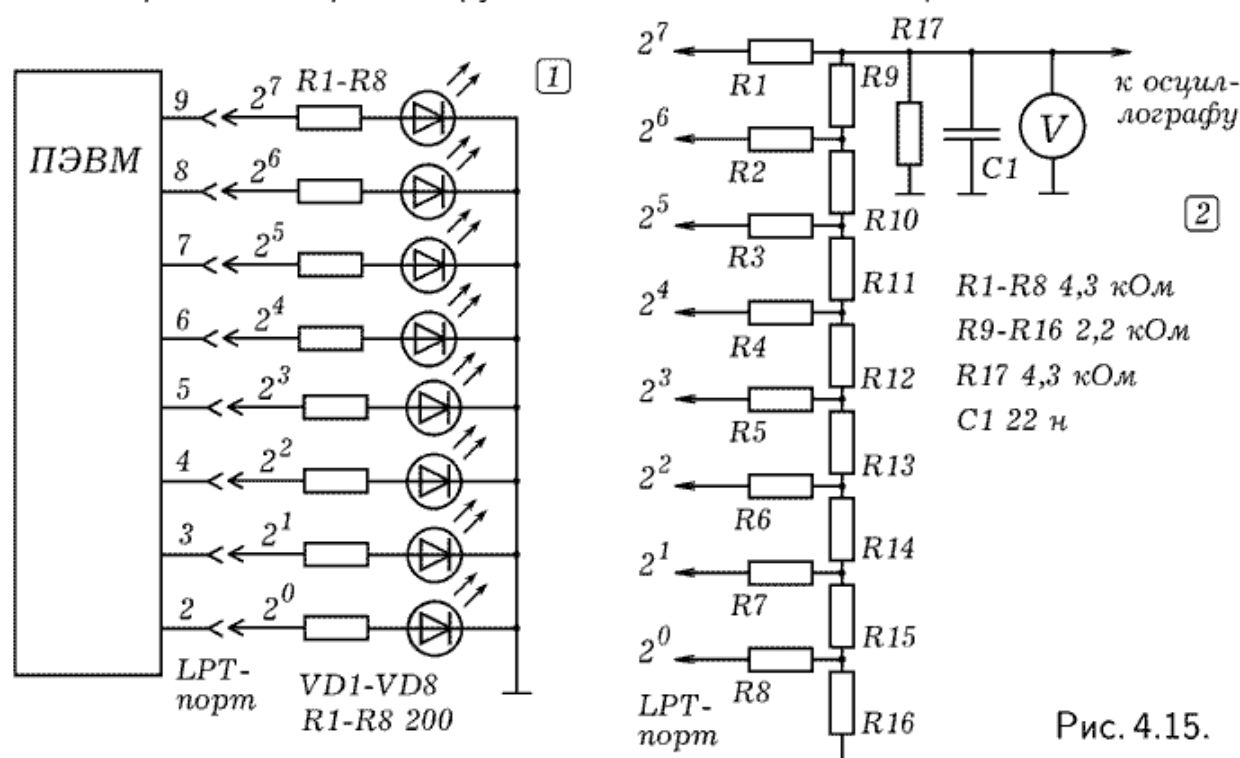 ПЭВМ
9
2^7
R1-R8
1
8
2^6
7
2^5
6
2^4
5
2^3
4
2^2
3
2^1
2
2^0
LPT-
порт
VD1-VD8
R1-R8 200
2^7
R1
R9
R17
к осцил-
лографу
2^6
R2
C1
V
2^5
R10
2
R3
R11
R1-R8 4,3 кОм
2^4
R4
R9-R16 2,2 кОм
R12
R17 4,3 кОм
2^3
R5
C1 22 н
R13
2^2
R6
R14
2^1
R7
R15
2^0
R8
LPT-
порт
R16
Рис. 4.15.